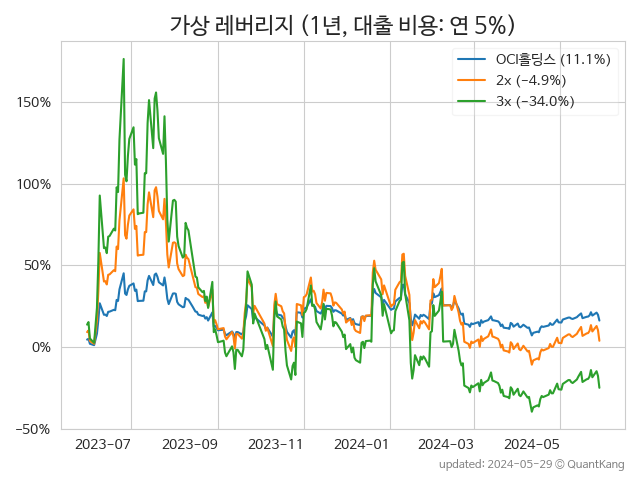 가상 레버리지 (1년, 대출 비용: 연 5%)
OCI홀딩스 (11.1%)
2x (−4.9%)
3x (−34.0%)
150%
100%
50%
0%
−50%
2023−07 2023−09 2023−11 2024−01 2024−03 2024−05
updated: 2024−05−29 ⓒ QuantKang